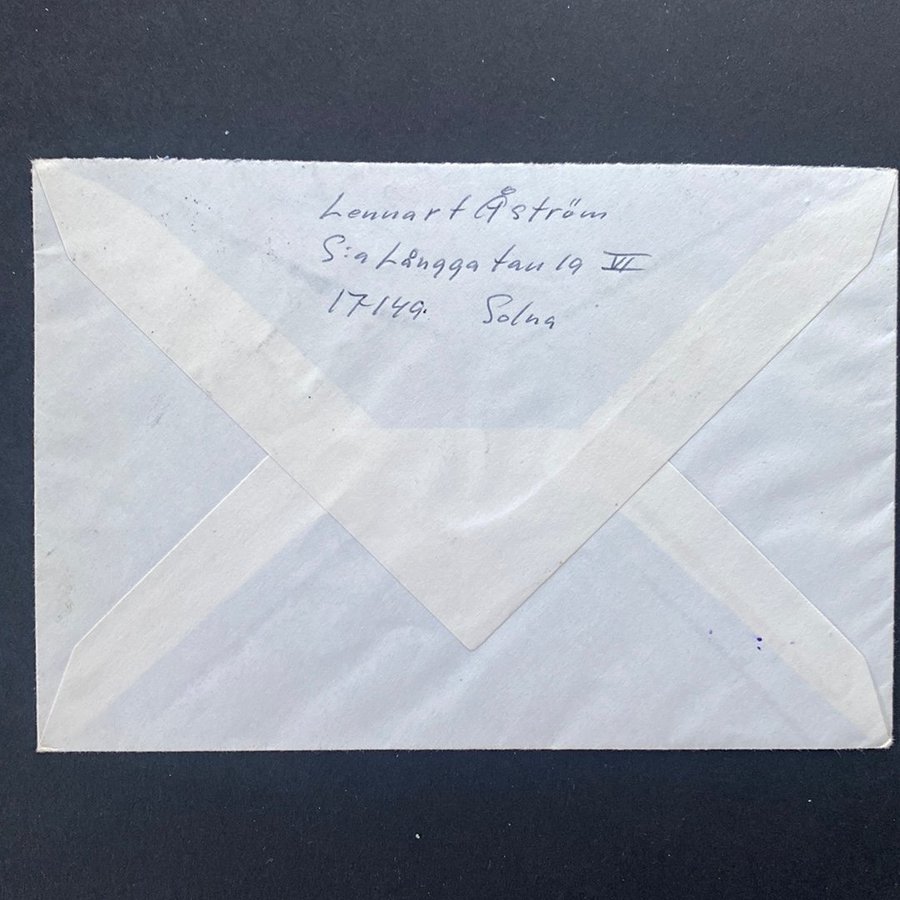 Lennart Åström
S:a Långgatan 19 VI
17149. Solna